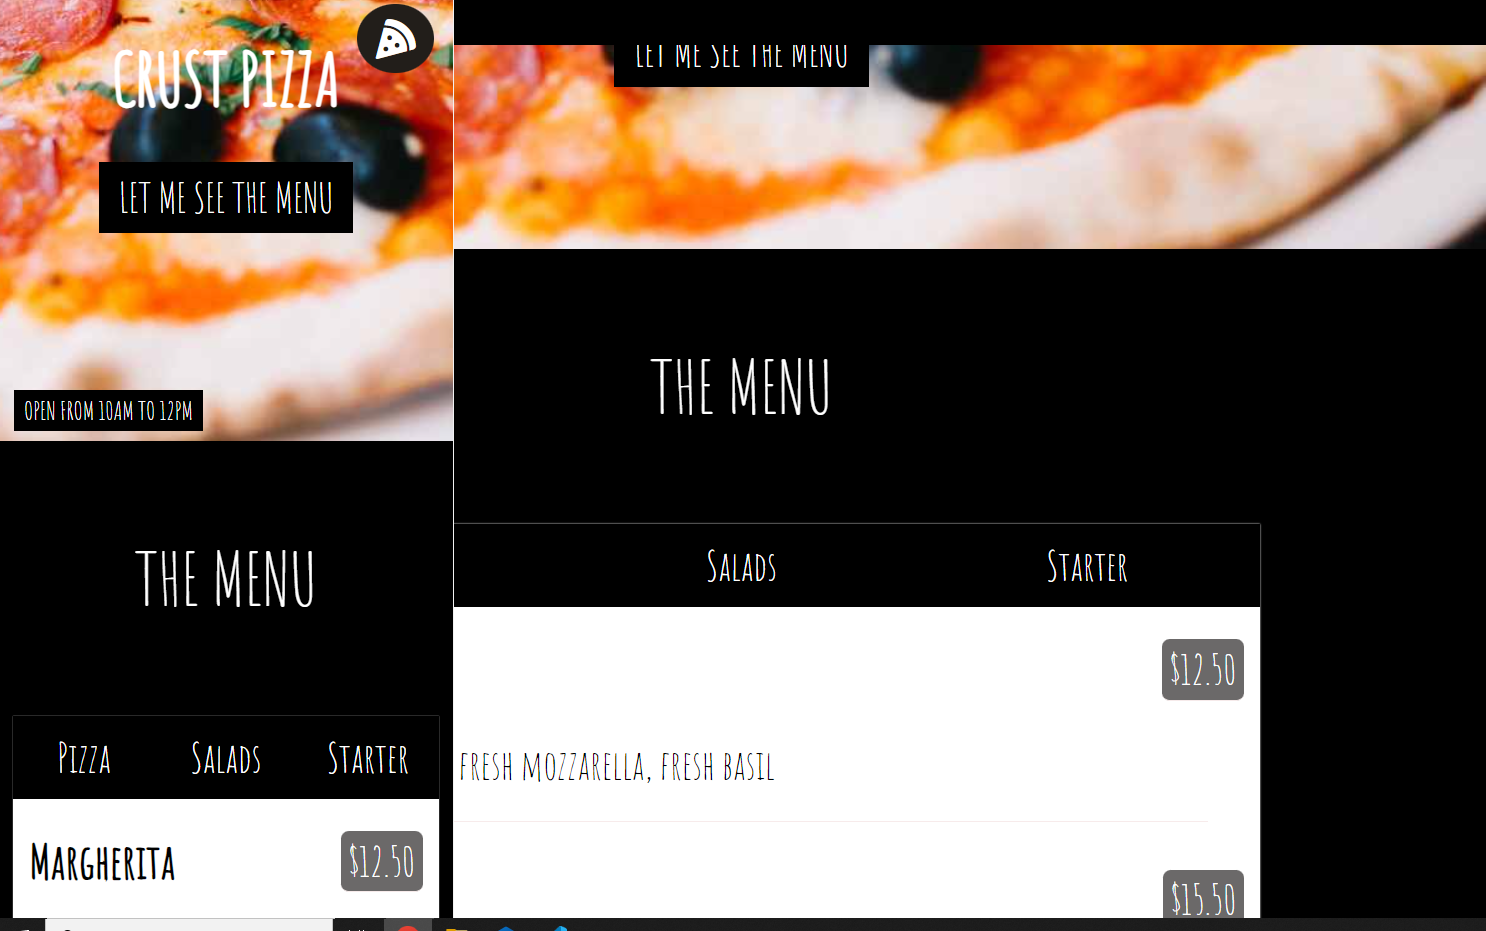 CRUST PIZZA
LET ME SEE THE MENU
OPEN FROM 10AM TO 12PM
THE MENU
Pizza Salads Starter
Margherita $12.50
LET ME SEE THE MENU
THE MENU
Salads Starter
$12.50
FRESH MOZZARELLA, FRESH BASIL
$15.50